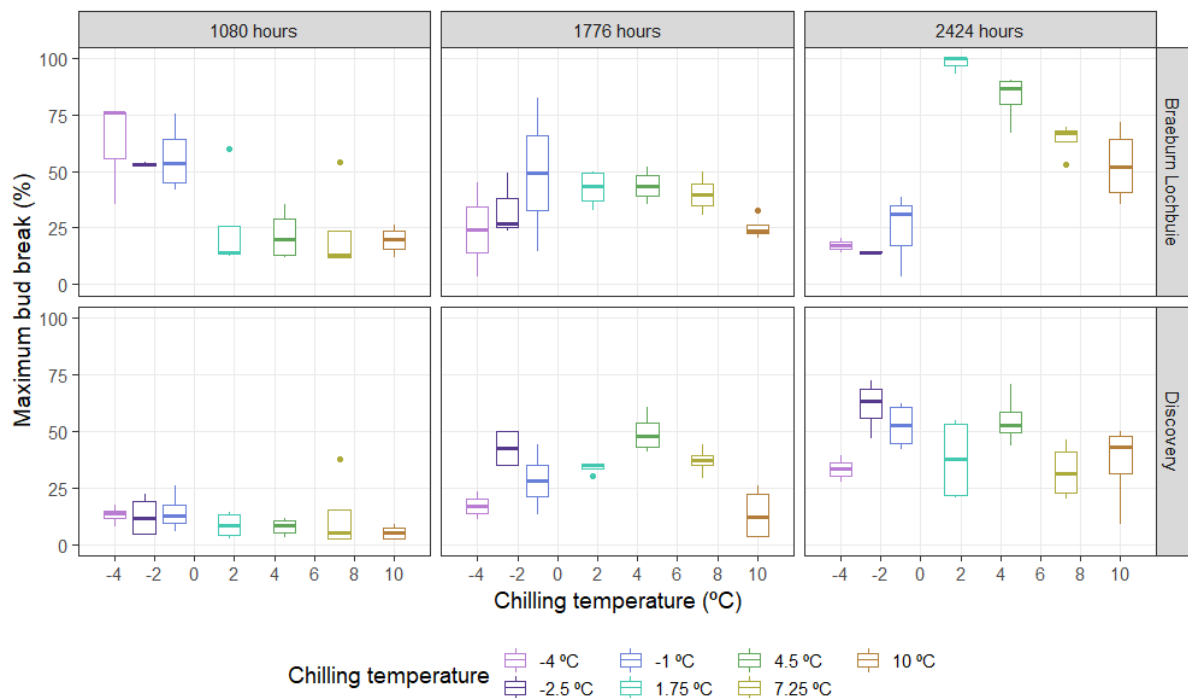 1080 hours 1776 hours 2424 hours
Maximum bud break (%)
100
75
50
25
0
Braeburn Lochbuie
100
75
50
25
0
Discovery
-4 -2 0 2 4 6 8 10 -4 -2 0 2 4 6 8 10 -4 -2 0 2 4 6 8 10
Chilling temperature (ºC)
Chilling temperature
-4 ºC -1 ºC 4.5 ºC 10 ºC
-2.5 ºC 1.75 ºC 7.25 ºC